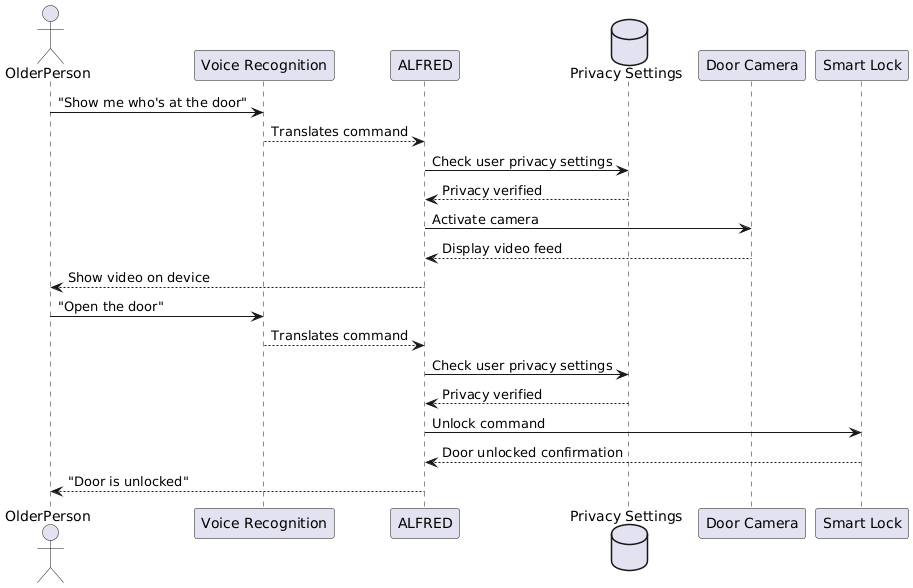 OlderPerson
Voice Recognition
ALFRED
Privacy Settings
Door Camera
Smart Lock
"Show me who's at the door"
Translates command
Check user privacy settings
Privacy verified
Activate camera
Display video feed
Show video on device
"Open the door"
Translates command
Check user privacy settings
Privacy verified
Unlock command
Door unlocked confirmation
"Door is unlocked"
OlderPerson
Voice Recognition
ALFRED
Privacy Settings
Door Camera
Smart Lock